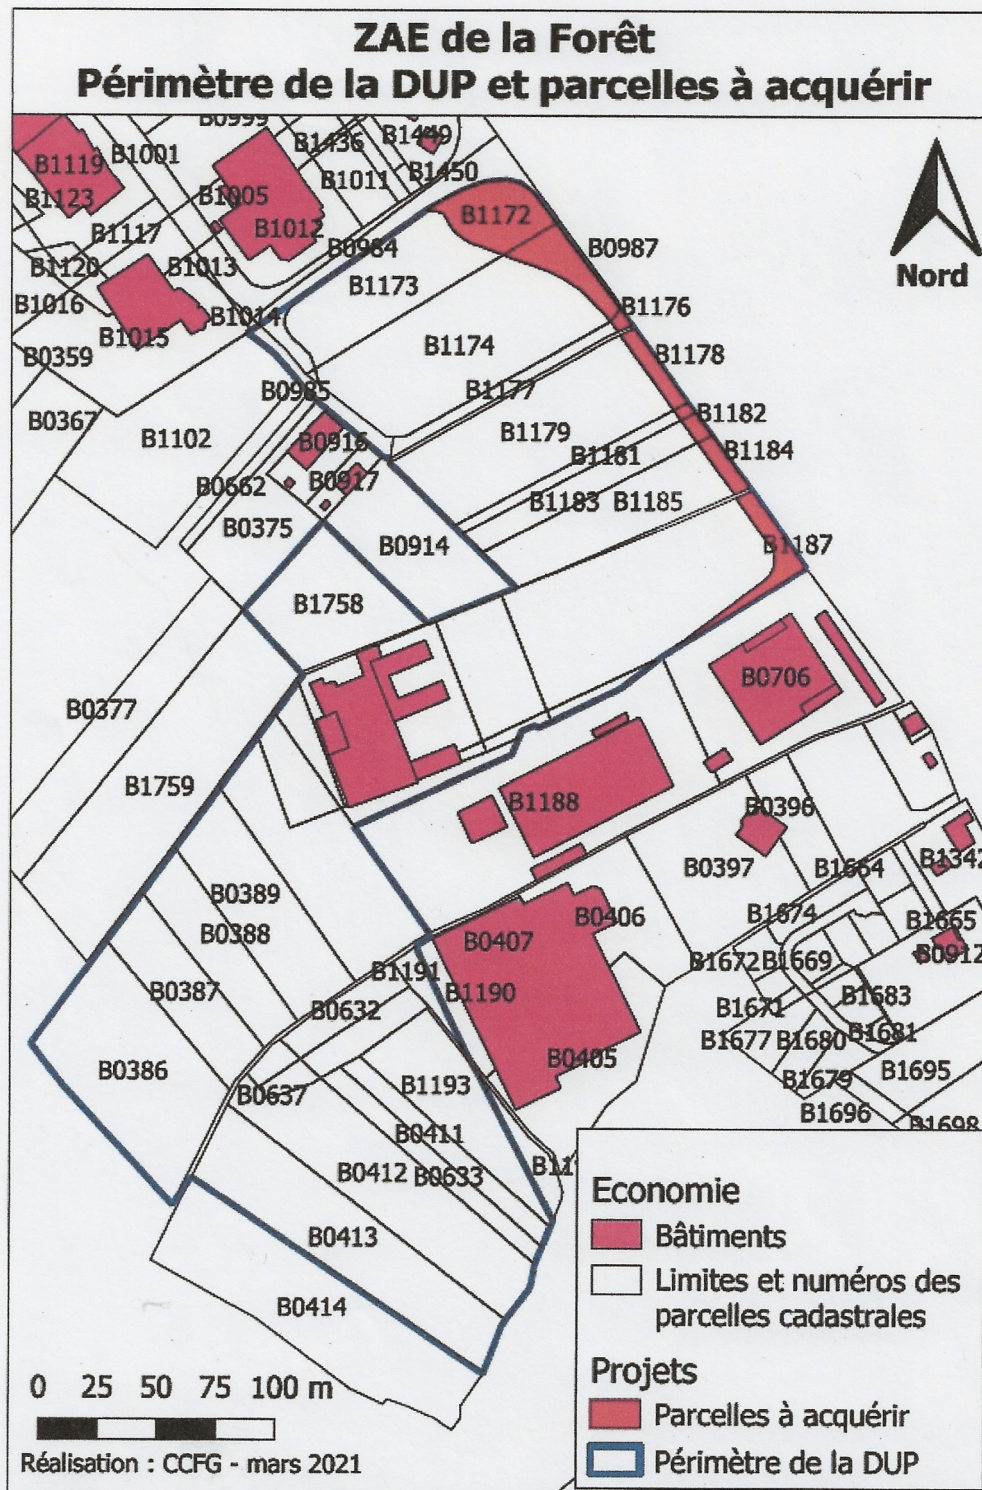 ZAE de la Forêt
Périmètre de la DUP et parcelles à acquérir
B0999
B1436
B1449
B1119
B1001
B1011
B1450
B1123
B1005
B1172
B1117
B1012
B0984
B0987
B1120
B1013
B1173
Nord
B1016
B1014
B1176
B1015
B0359
B1174
B1178
B0985
B1177
B0367
B1102
B0916
B1179
B1182
B1181
B1184
B0662
B0917
B0375
B1183
B1185
B0914
B1187
B1758
B0706
B0377
B1759
B1188
B0398
B0397
B1664
B1342
B0389
B0388
B0406
B1674
B1665
B0407
B0912
B1191
B1672
B1669
B0387
B1190
B0632
B1671
B1683
B1681
B0386
B0405
B1677
B1680
B1695
B0637
B1193
B1679
B1696
B1698
B0411
B0412
B0633
B0413
B0414
Economie
Bâtiments
Limites et numéros des
parcelles cadastrales
Projets
Parcelles à acquérir
Périmètre de la DUP
0 25 50 75 100 m
Réalisation : CCFG - mars 2021